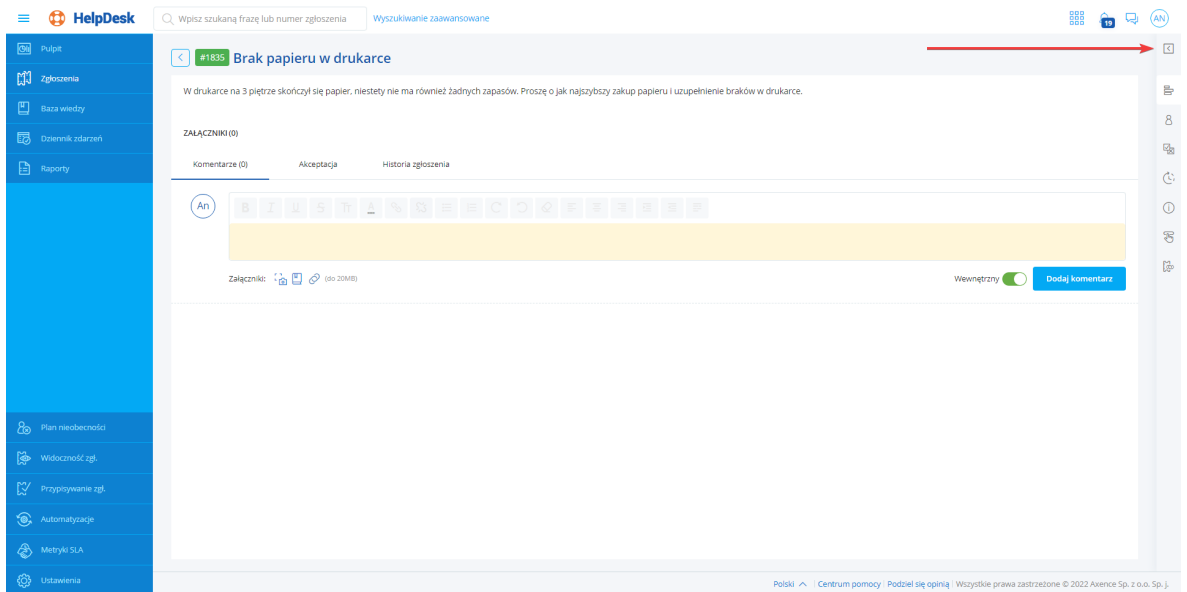 HelpDesk
Wpisz szukaną frazę lub numer zgłoszenia
Wyszukiwanie zaawansowane
19
AN
Pulpit
Zgłoszenia
Baza wiedzy
Dziennik zdarzeń
Raporty
Plan nieobecności
Widoczność zgł.
Przypisywanie zgł.
Automatyzacje
Metryki SLA
Ustawienia
#1835 Brak papieru w drukarce
W drukarce na 3 piętrze skończył się papier, niestety nie ma również żadnych zapasów. Proszę o jak najszybszy zakup papieru i uzupełnienie braków w drukarce.
ZAŁĄCZNIKI (0)
Komentarze (0) Akceptacja Historia zgłoszenia
An
B I U S TT A
Załączniki: (do 20MB) Wewnętrzny Dodaj komentarz
Polski Centrum pomocy | Podziel się opinią | Wszystkie prawa zastrzeżone © 2022 Axence Sp. z o.o. Sp. j.